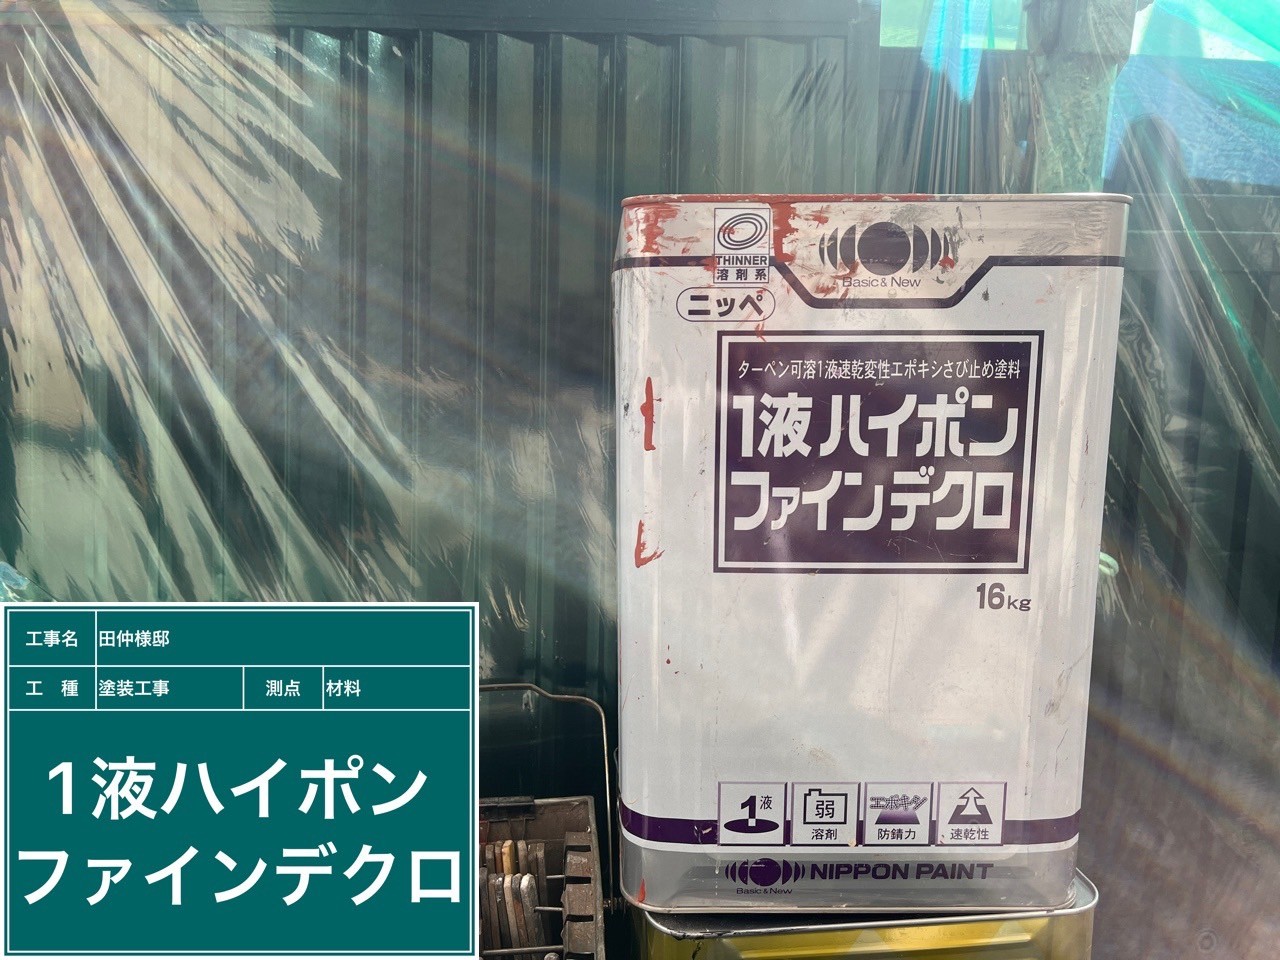 THINNER
溶剤系
Basic & New
ニッペ
ターペン可溶1液速乾変性エポキシさび止め塗料
1液ハイポン
ファインデクロ
16kg
1液
弱
溶剤
エポキシ
防錆力
速乾性
NIPPON PAINT
Basic & New
工事名 田仲様邸
工 種 塗装工事 測点 材料
1液ハイポン
ファインデクロ